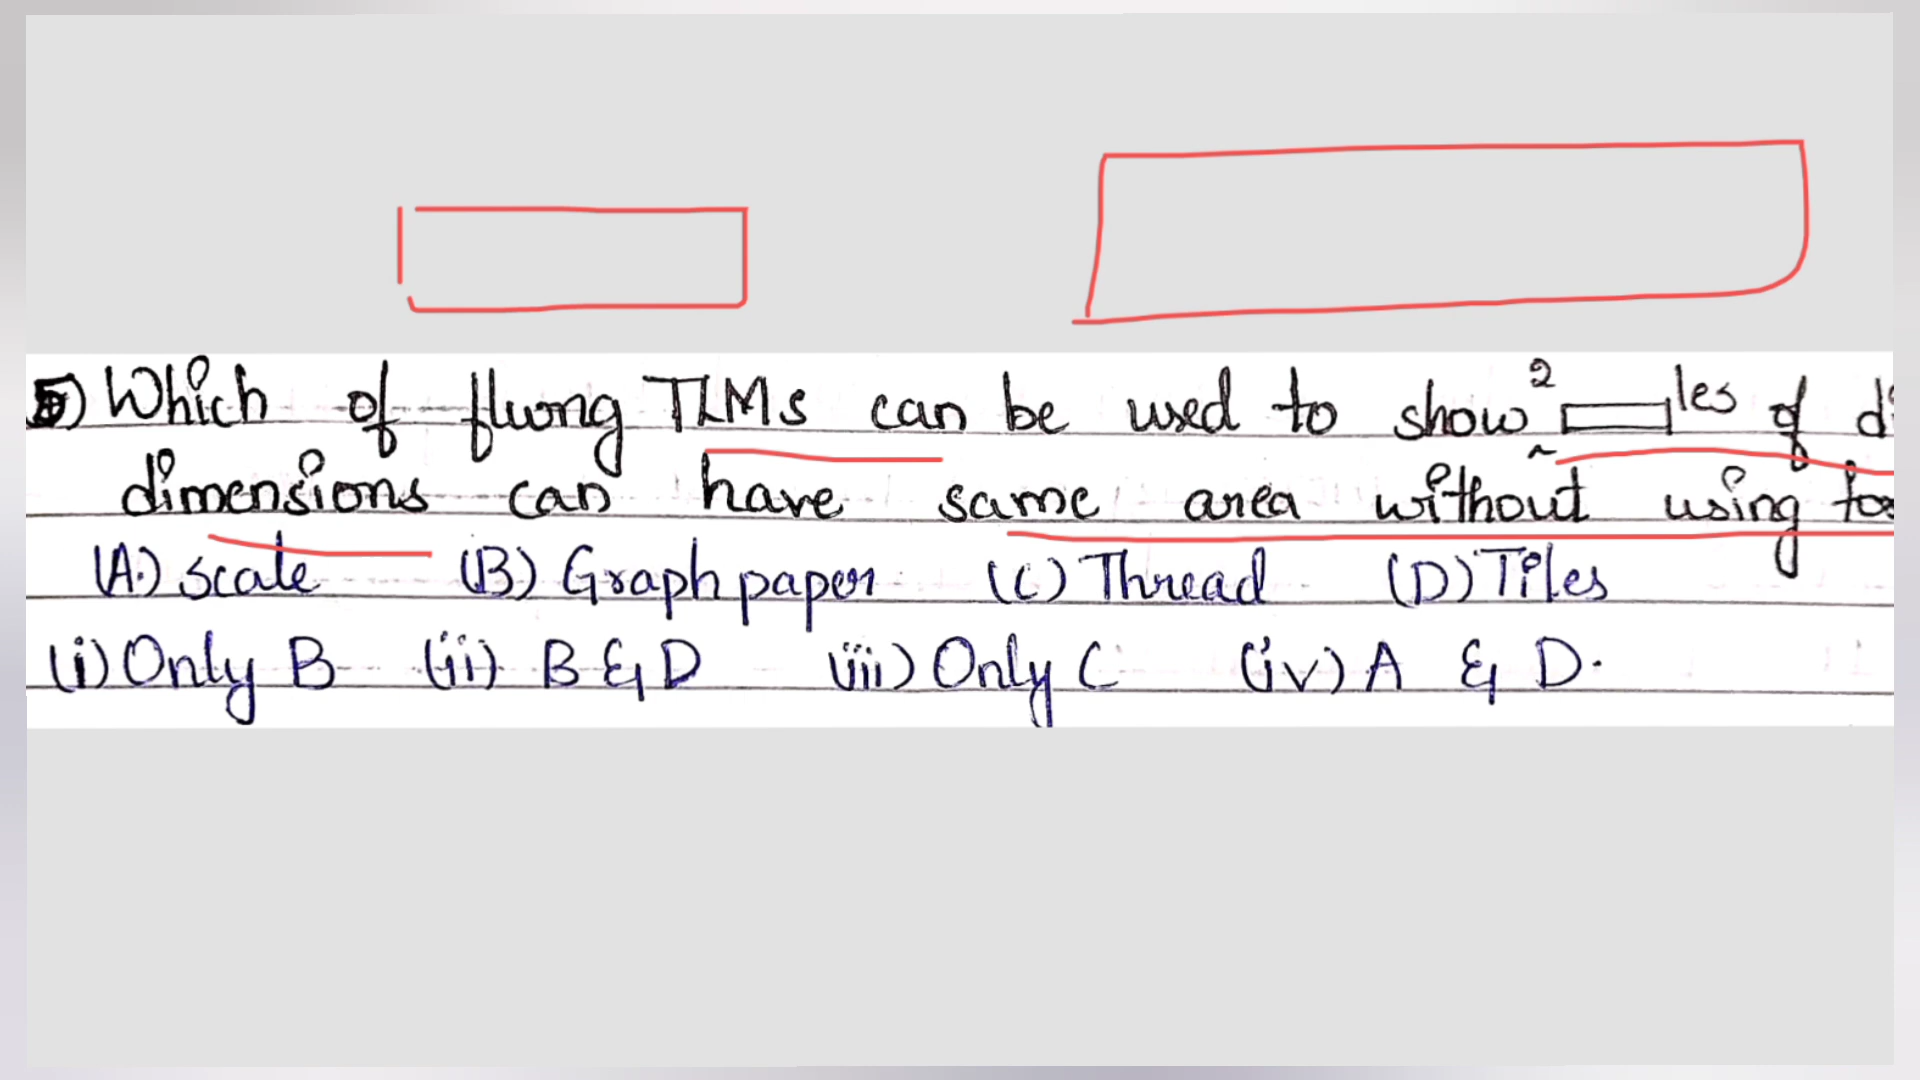 5) Which of flwng TLMs can be used to show 2 ▭les of
dimensions can have same area without using
(A.) scale (B) Graph paper (C) Thread (D) Tiles
(i) Only B (ii) B & D (iii) Only C (iv) A & D.